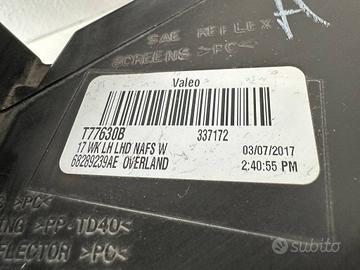 A
SAE REFLEX
SCREENS >PC<
Valeo
T77630B
337172
17 WK LH LHD NAFS W
03/07/2017
68289239AE OVERLAND
2:40:55 PM
>PC<
>PP-TD40<
>PC<
subito